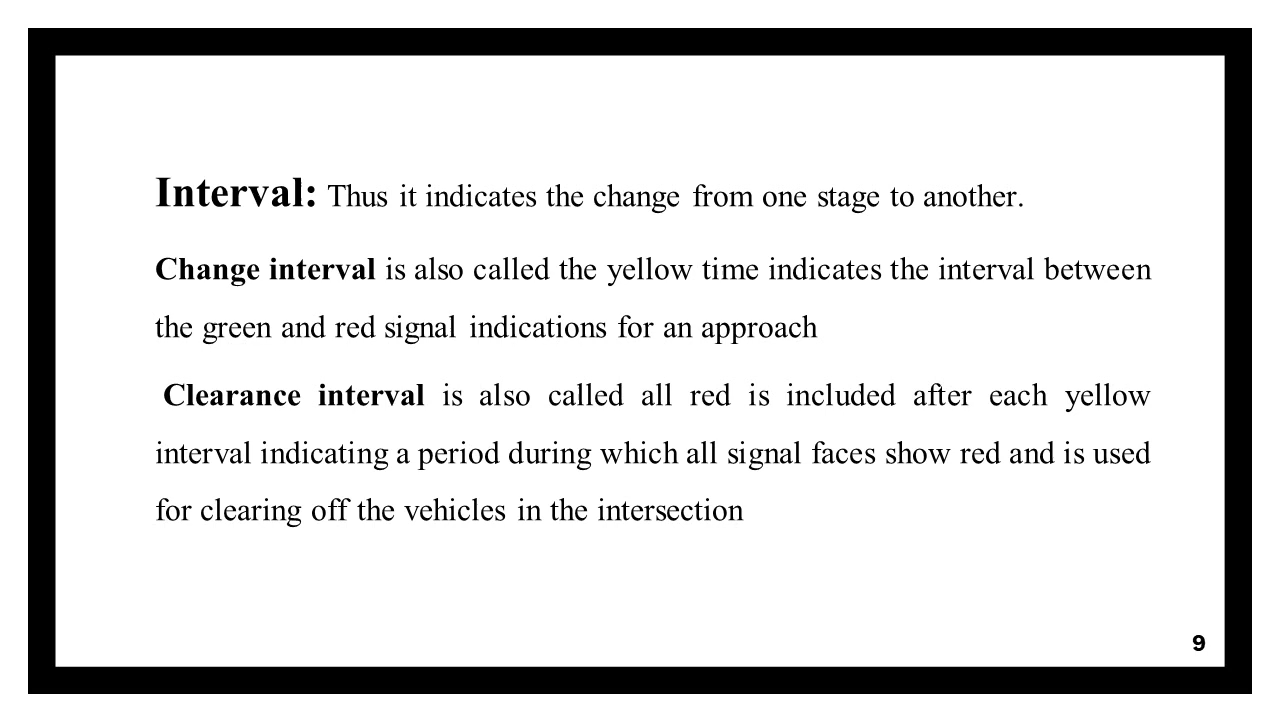 Interval: Thus it indicates the change from one stage to another.
Change interval is also called the yellow time indicates the interval between
the green and red signal indications for an approach
Clearance interval is also called all red is included after each yellow
interval indicating a period during which all signal faces show red and is used
for clearing off the vehicles in the intersection
9